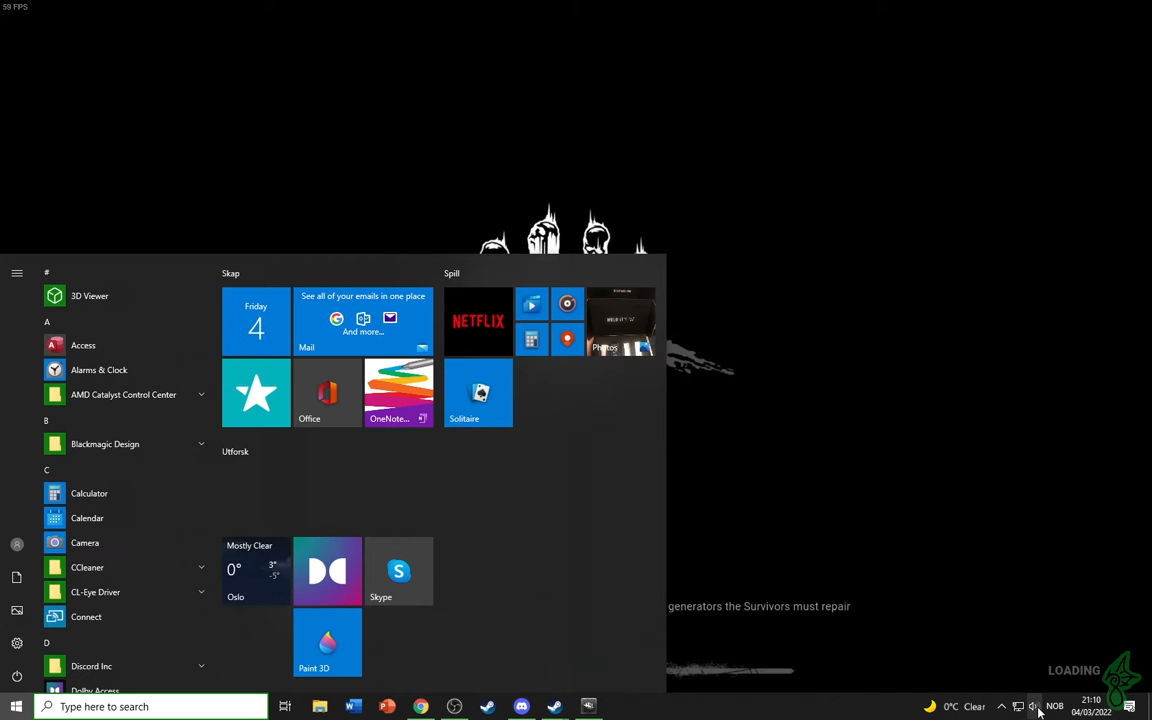 59 FPS
#
3D Viewer
A
Access
Alarms & Clock
AMD Catalyst Control Center
B
Blackmagic Design
C
Calculator
Calendar
Camera
CCleaner
CL-Eye Driver
Connect
D
Discord Inc
Dolby Access
Skap
Friday
4
See all of your emails in one place
And more...
Mail
Office
OneNote...
Utforsk
Mostly Clear
0°
3°
-5°
Oslo
S
Skype
Paint 3D
Spill
NETFLIX
Photos
Solitaire
generators the Survivors must repair
LOADING
Type here to search
0°C Clear
NOB
21:10
04/03/2022